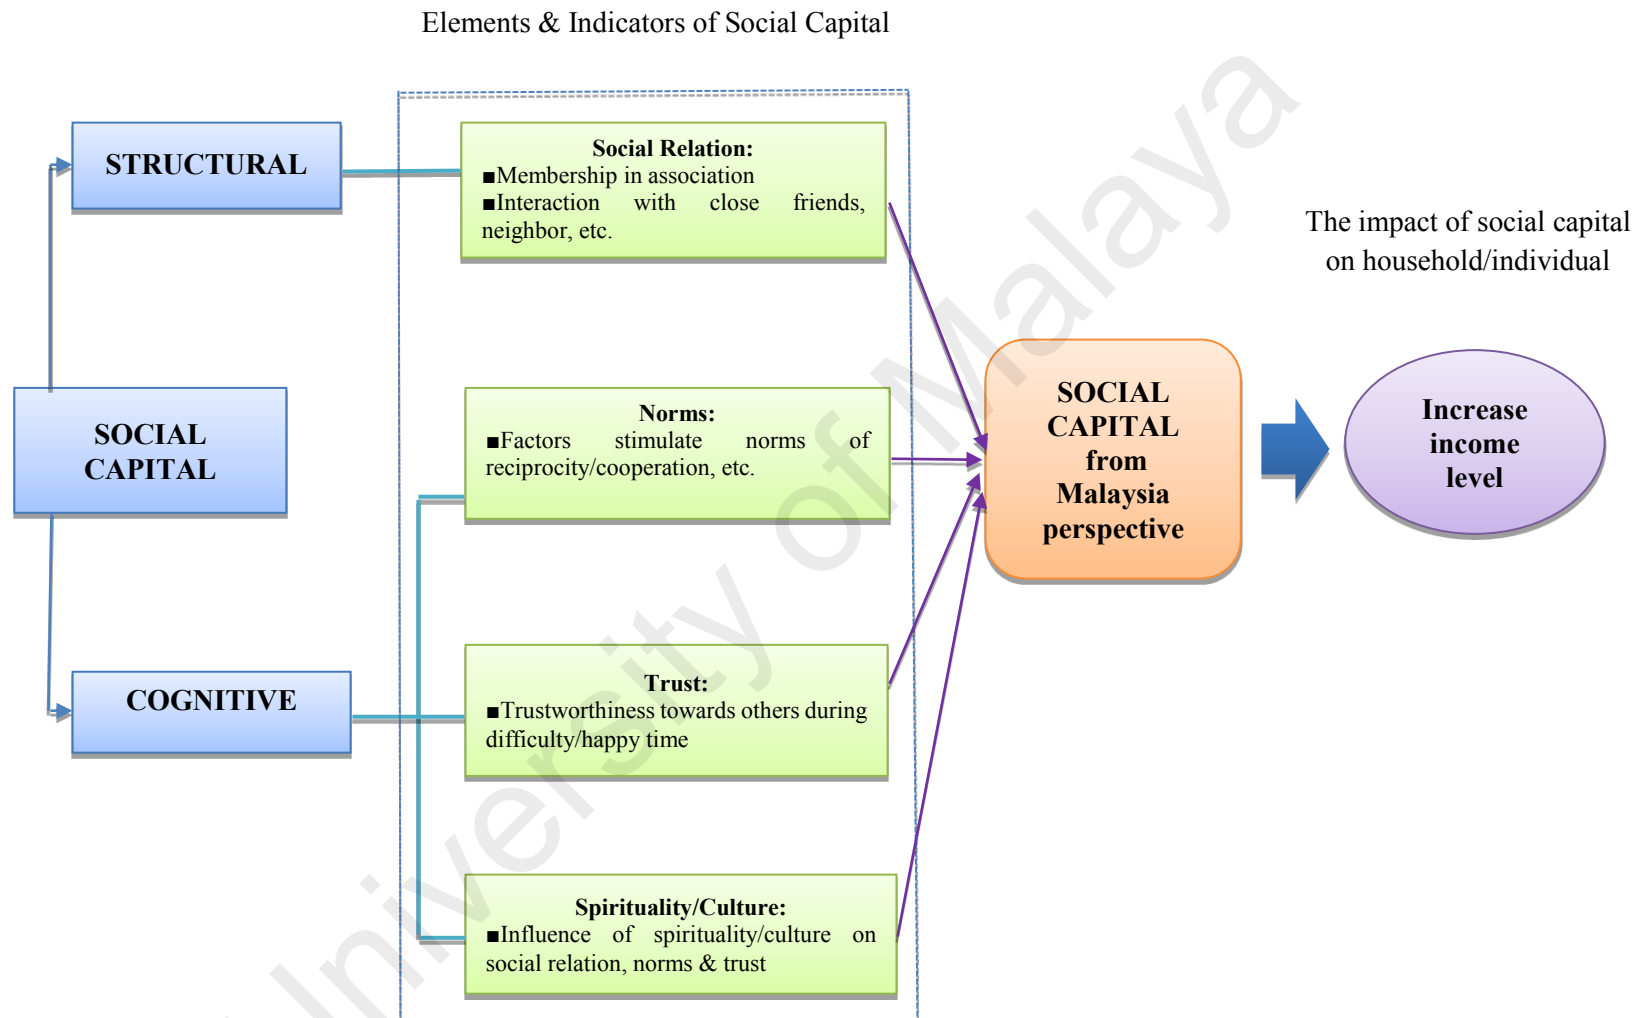 Elements & Indicators of Social Capital
STRUCTURAL
Social Relation:
■Membership in association
■Interaction with close friends,
neighbor, etc.
The impact of social capital
on household/individual
SOCIAL
CAPITAL
Norms:
■Factors stimulate norms of
reciprocity/cooperation, etc.
SOCIAL
CAPITAL
from
Malaysia
perspective
Increase
income
level
COGNITIVE
Trust:
■Trustworthiness towards others during
difficulty/happy time
Spirituality/Culture:
■Influence of spirituality/culture on
social relation, norms & trust
University of Malaya